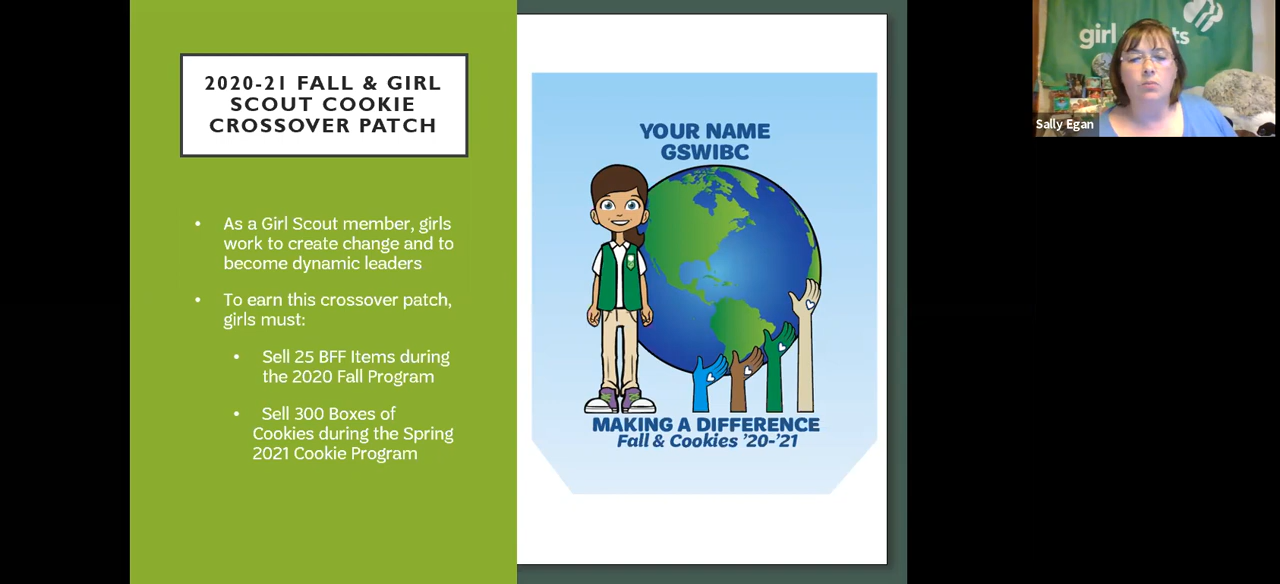 2020-21 FALL & GIRL
SCOUT COOKIE
CROSSOVER PATCH
• As a Girl Scout member, girls
work to create change and to
become dynamic leaders
• To earn this crossover patch,
girls must:
• Sell 25 BFF Items during
the 2020 Fall Program
• Sell 300 Boxes of
Cookies during the Spring
2021 Cookie Program
YOUR NAME
GSWIBC
MAKING A DIFFERENCE
Fall & Cookies '20-'21
girl
ts
Sally Egan